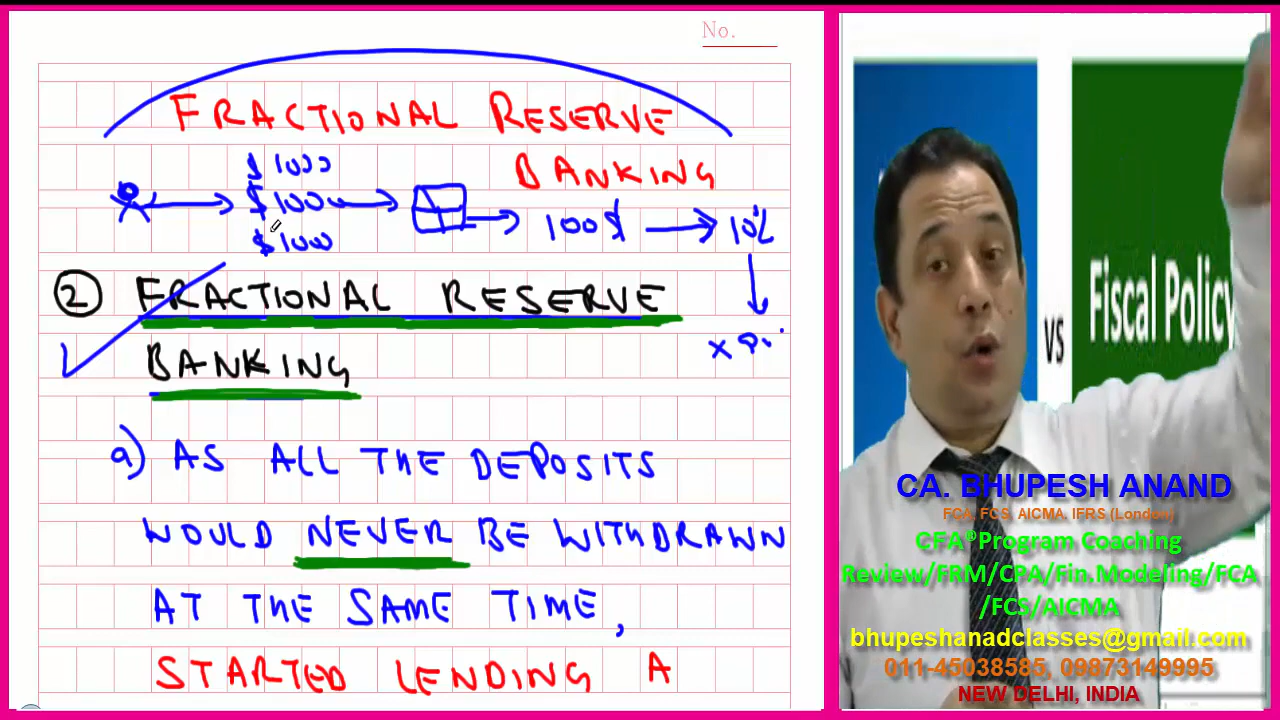 No.
FRACTIONAL RESERVE
BANKING
$ 1000
$ 1000
$ 1000
100$
10%
2 FRACTIONAL RESERVE
BANKING
a) AS ALL THE DEPOSITS
WOULD NEVER BE WITHDRAWN
AT THE SAME TIME,
STARTED LENDING A
vs
Fiscal Policy
CA. BHUPESH ANAND
FCA. FCS. AICMA. IFRS (London)
CFA®Program Coaching
Review/FRM/CPA/Fin.Modeling/FCA
/FCS/AICMA
bhupeshanadclasses@gmail.com
011-45038585, 09873149995
NEW DELHI, INDIA